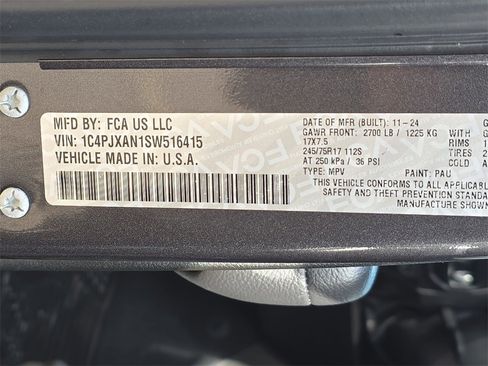 MFD BY: FCA US LLC
VIN: 1C4PJXAN1SW516415
VEHICLE MADE IN: U.S.A.
DATE OF MFR (BUILT): 11-24
GAWR FRONT: 2700 LB / 1225 KG WITH
17X7.5 RIMS
245/75R17 112S TIRES
AT 250 kPa / 36 PSI COLD
TYPE: MPV PAINT: PAU
THIS VEHICLE CONFORMS TO ALL APPLICABL
SAFETY AND THEFT PREVENTION STANDA
MANUFACTURE SHOWN